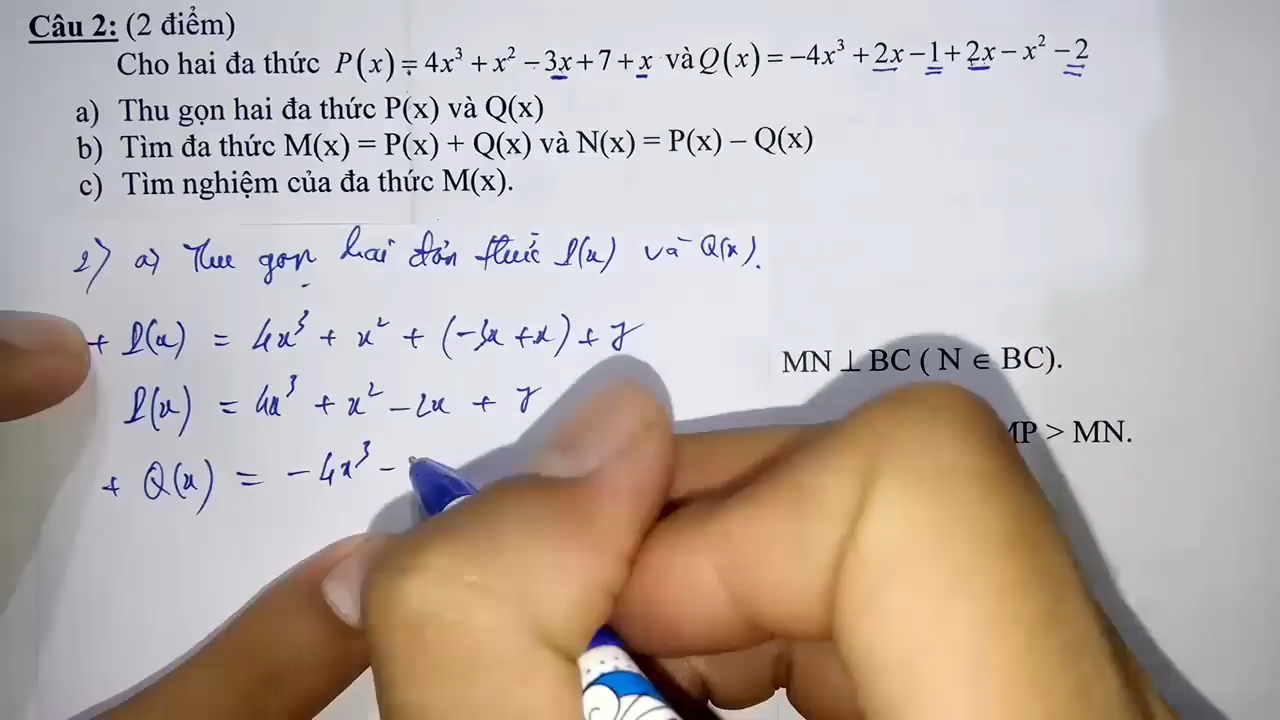 Câu 2: (2 điểm)
Cho hai đa thức P(x) = 4x³ + x² − 3x + 7 + x và Q(x) = −4x³ + 2x − 1 + 2x − x² − 2
a) Thu gọn hai đa thức P(x) và Q(x)
b) Tìm đa thức M(x) = P(x) + Q(x) và N(x) = P(x) − Q(x)
c) Tìm nghiệm của đa thức M(x).
2) a) Thu gọn hai đơn thức P(x) và Q(x).
+ P(x) = 4x³ + x² + (−3x + x) + 7
MN ⊥ BC ( N ∈ BC).
P(x) = 4x³ + x² − 2x + 7
MP > MN.
+ Q(x) = − 4x³ −